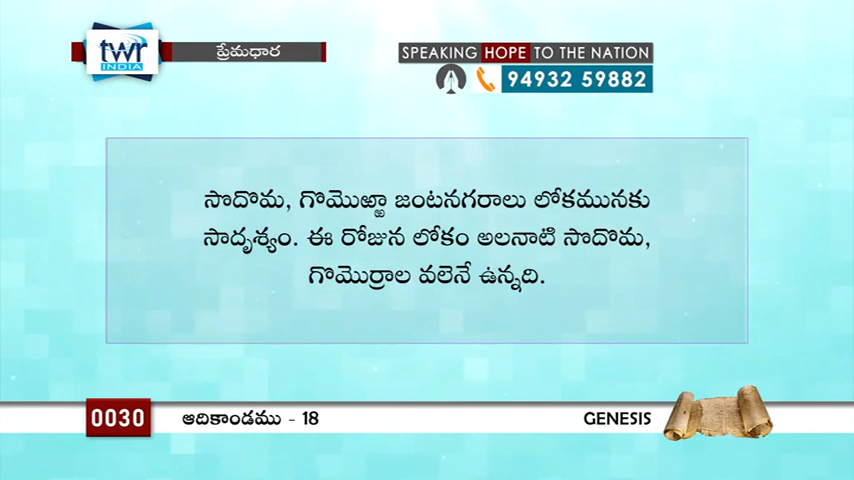 twr
INDIA
ప్రేమధార
SPEAKING HOPE TO THE NATION
94932 59882
సొదొమ, గొమొఱ్ఱా జంటనగరాలు లోకమునకు
సాదృశ్యం. ఈ రోజున లోకం అలనాటి సొదొమ,
గొమొర్రాల వలెనే ఉన్నది.
0030 ఆదికాండము - 18 GENESIS